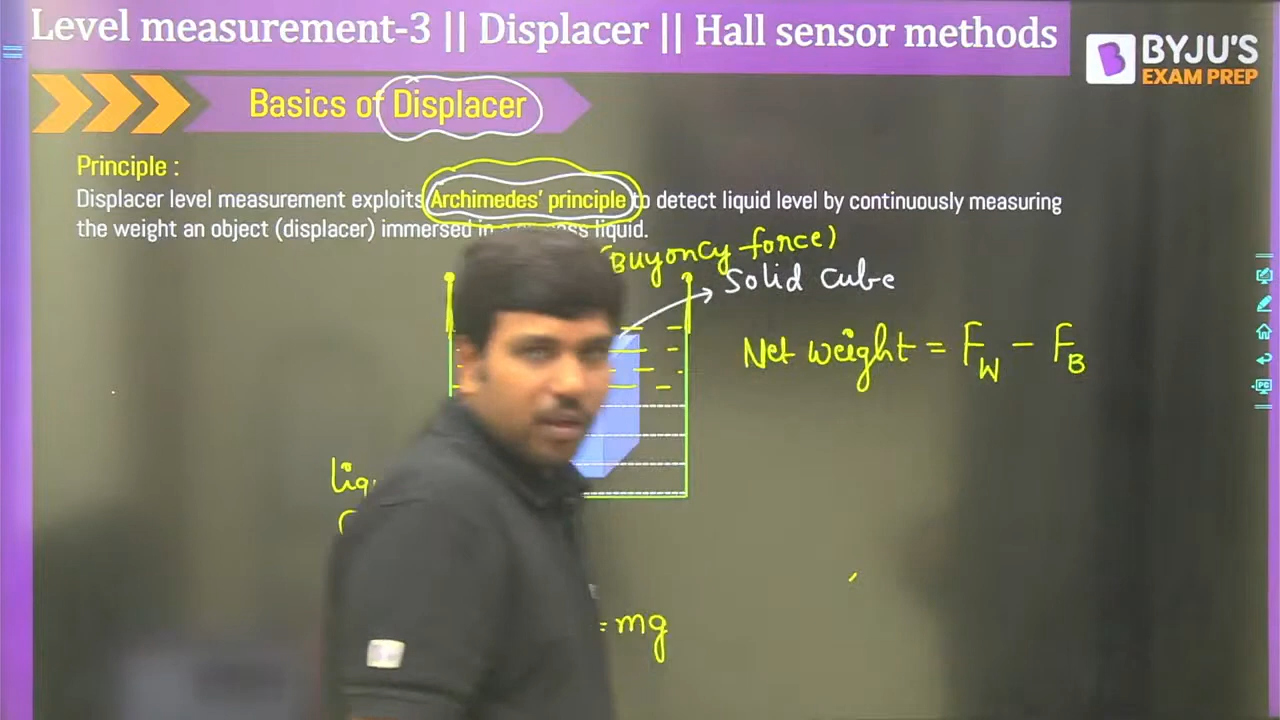 Level measurement-3 || Displacer || Hall sensor methods
BYJU'S
EXAM PREP
Basics of Displacer
Principle :
Displacer level measurement exploits Archimedes' principle to detect liquid level by continuously measuring
the weight an object (displacer) immersed in process liquid.
(Buyoncy force)
Solid Cube
Net weight = F_W - F_B
= mg
PC